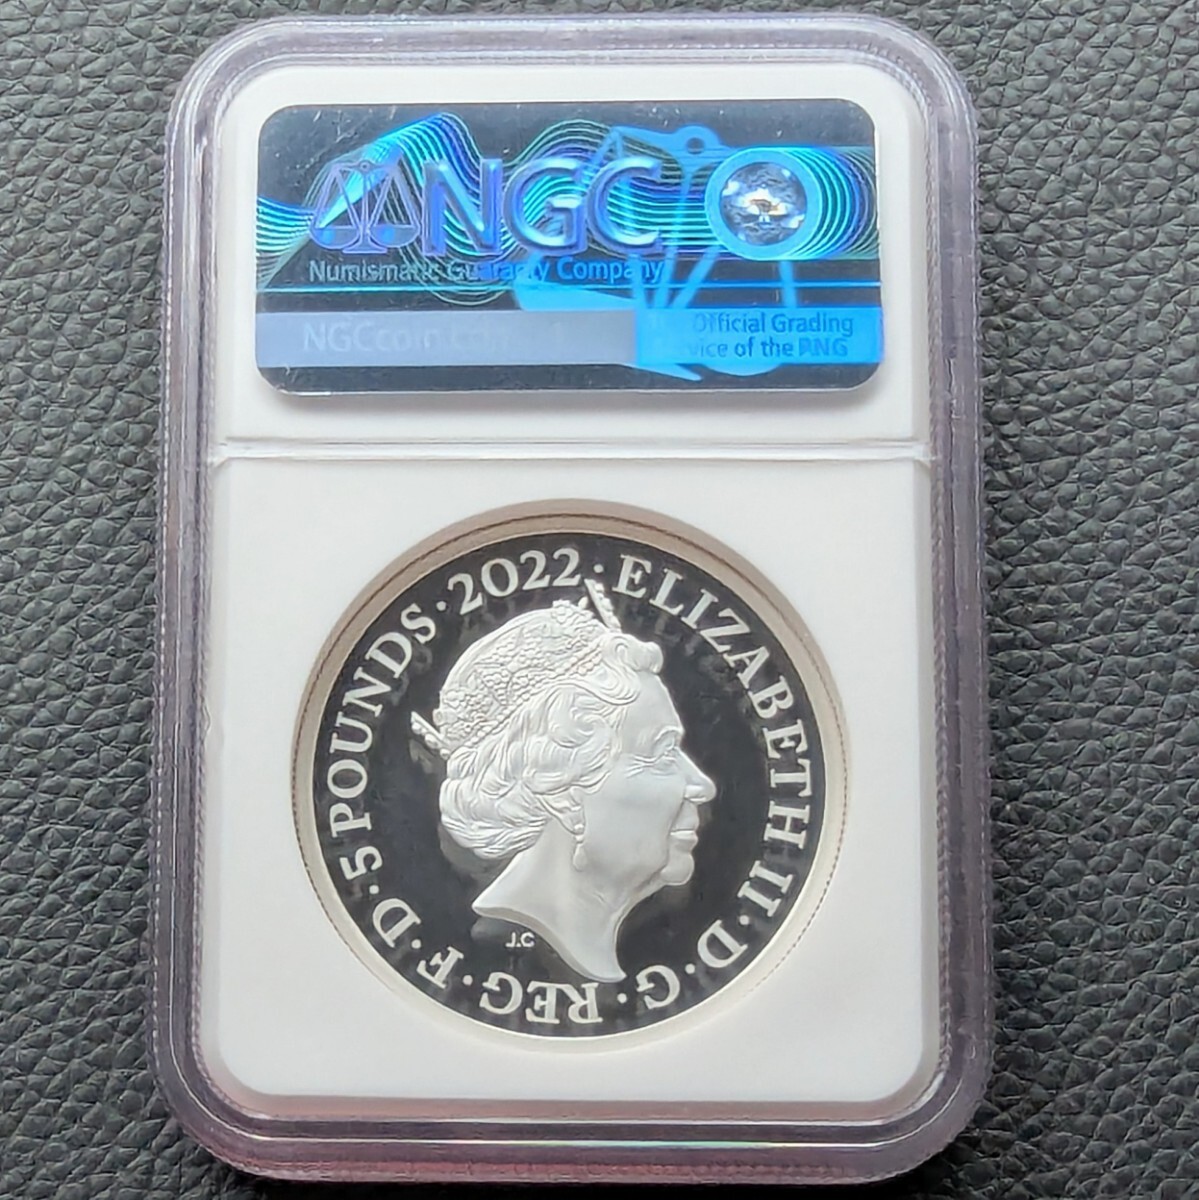 NGC
Numismatic Guaranty Company
NGCcoin.com
Official Grading
Service of the PNG
ELIZABETH II · D · G · REG · F · D · 5 POUNDS · 2022 ·
J.C